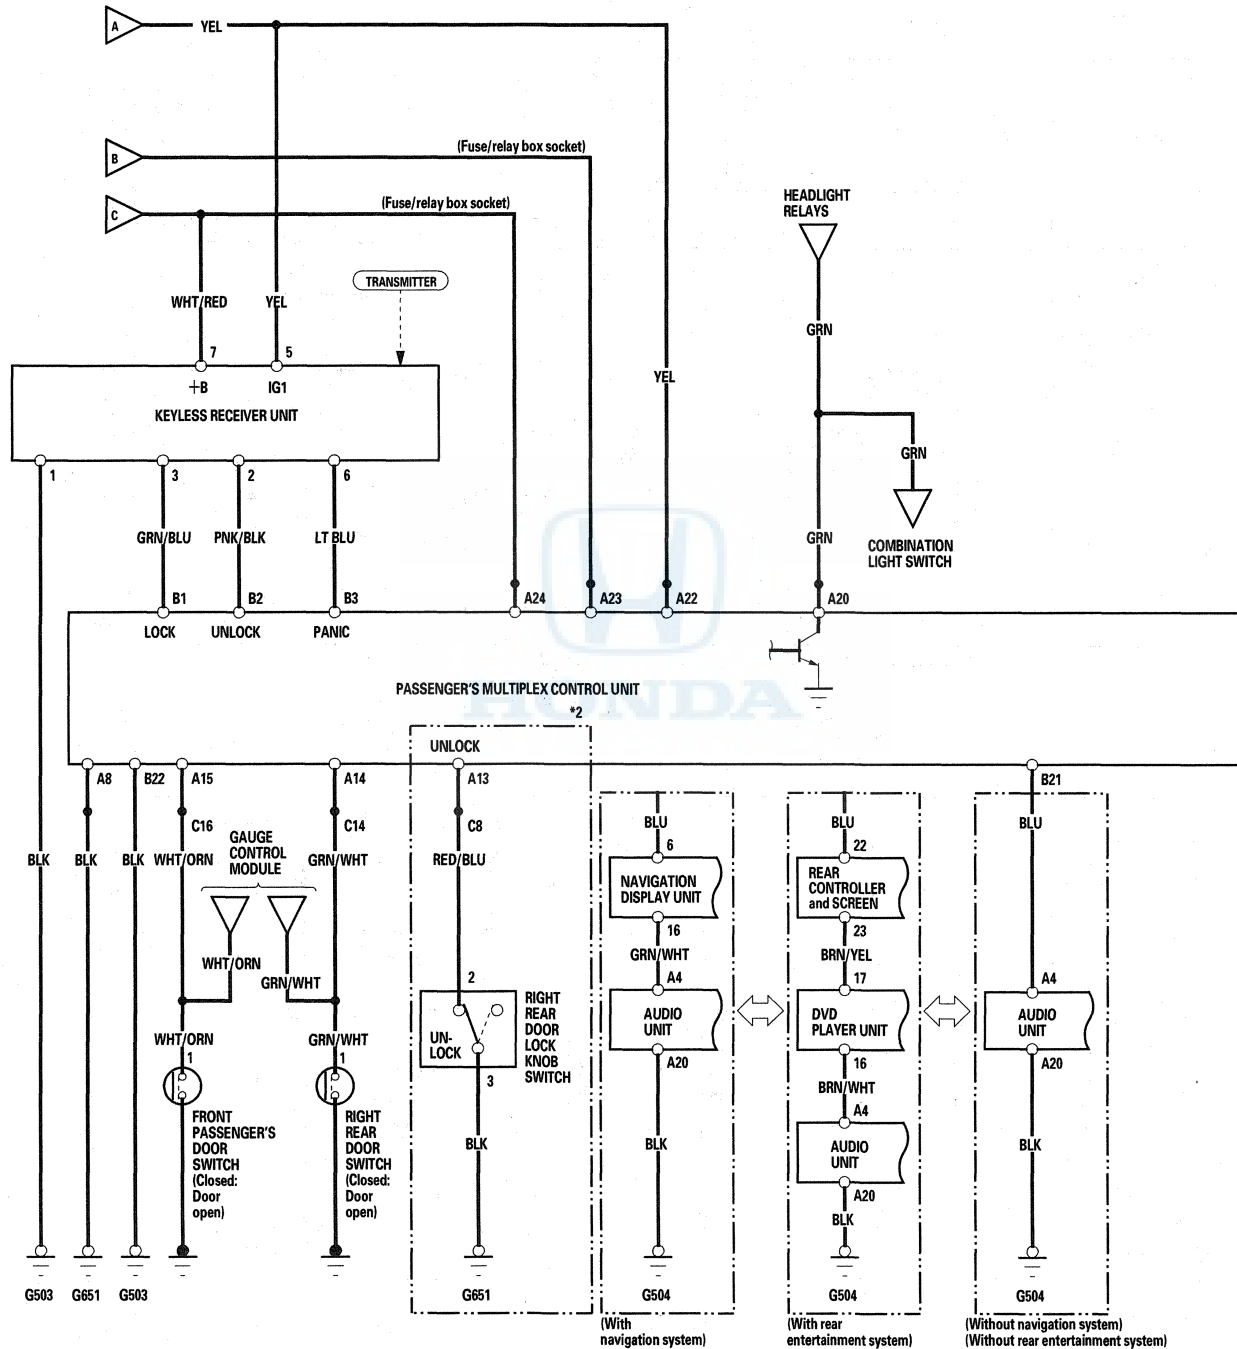 A
YEL
B
(Fuse/relay box socket)
C
(Fuse/relay box socket)
HEADLIGHT
RELAYS
TRANSMITTER
WHT/RED
YEL
GRN
7
5
+B
IG1
YEL
KEYLESS RECEIVER UNIT
GRN
1
3
2
6
GRN/BLU
PNK/BLK
LT BLU
GRN
COMBINATION
LIGHT SWITCH
B1
B2
B3
A24
A23
A22
A20
LOCK
UNLOCK
PANIC
PASSENGER'S MULTIPLEX CONTROL UNIT
HONDA
*2
UNLOCK
A8
B22
A15
A14
A13
B21
C16
C14
C8
BLU
BLU
BLU
GAUGE
CONTROL
MODULE
6
22
BLK
BLK
BLK
WHT/ORN
GRN/WHT
RED/BLU
NAVIGATION
DISPLAY UNIT
REAR
CONTROLLER
and SCREEN
16
23
WHT/ORN
GRN/WHT
GRN/WHT
BRN/YEL
2
A4
17
A4
RIGHT
REAR
DOOR
LOCK
KNOB
SWITCH
UN-
LOCK
AUDIO
UNIT
DVD
PLAYER UNIT
AUDIO
UNIT
WHT/ORN
GRN/WHT
1
1
3
A20
16
A20
BRN/WHT
FRONT
PASSENGER'S
DOOR
SWITCH
(Closed:
Door
open)
RIGHT
REAR
DOOR
SWITCH
(Closed:
Door
open)
A4
BLK
BLK
AUDIO
UNIT
BLK
A20
BLK
G503
G651
G503
G651
G504
G504
G504
(With
navigation system)
(With rear
entertainment system)
(Without navigation system)
(Without rear entertainment system)